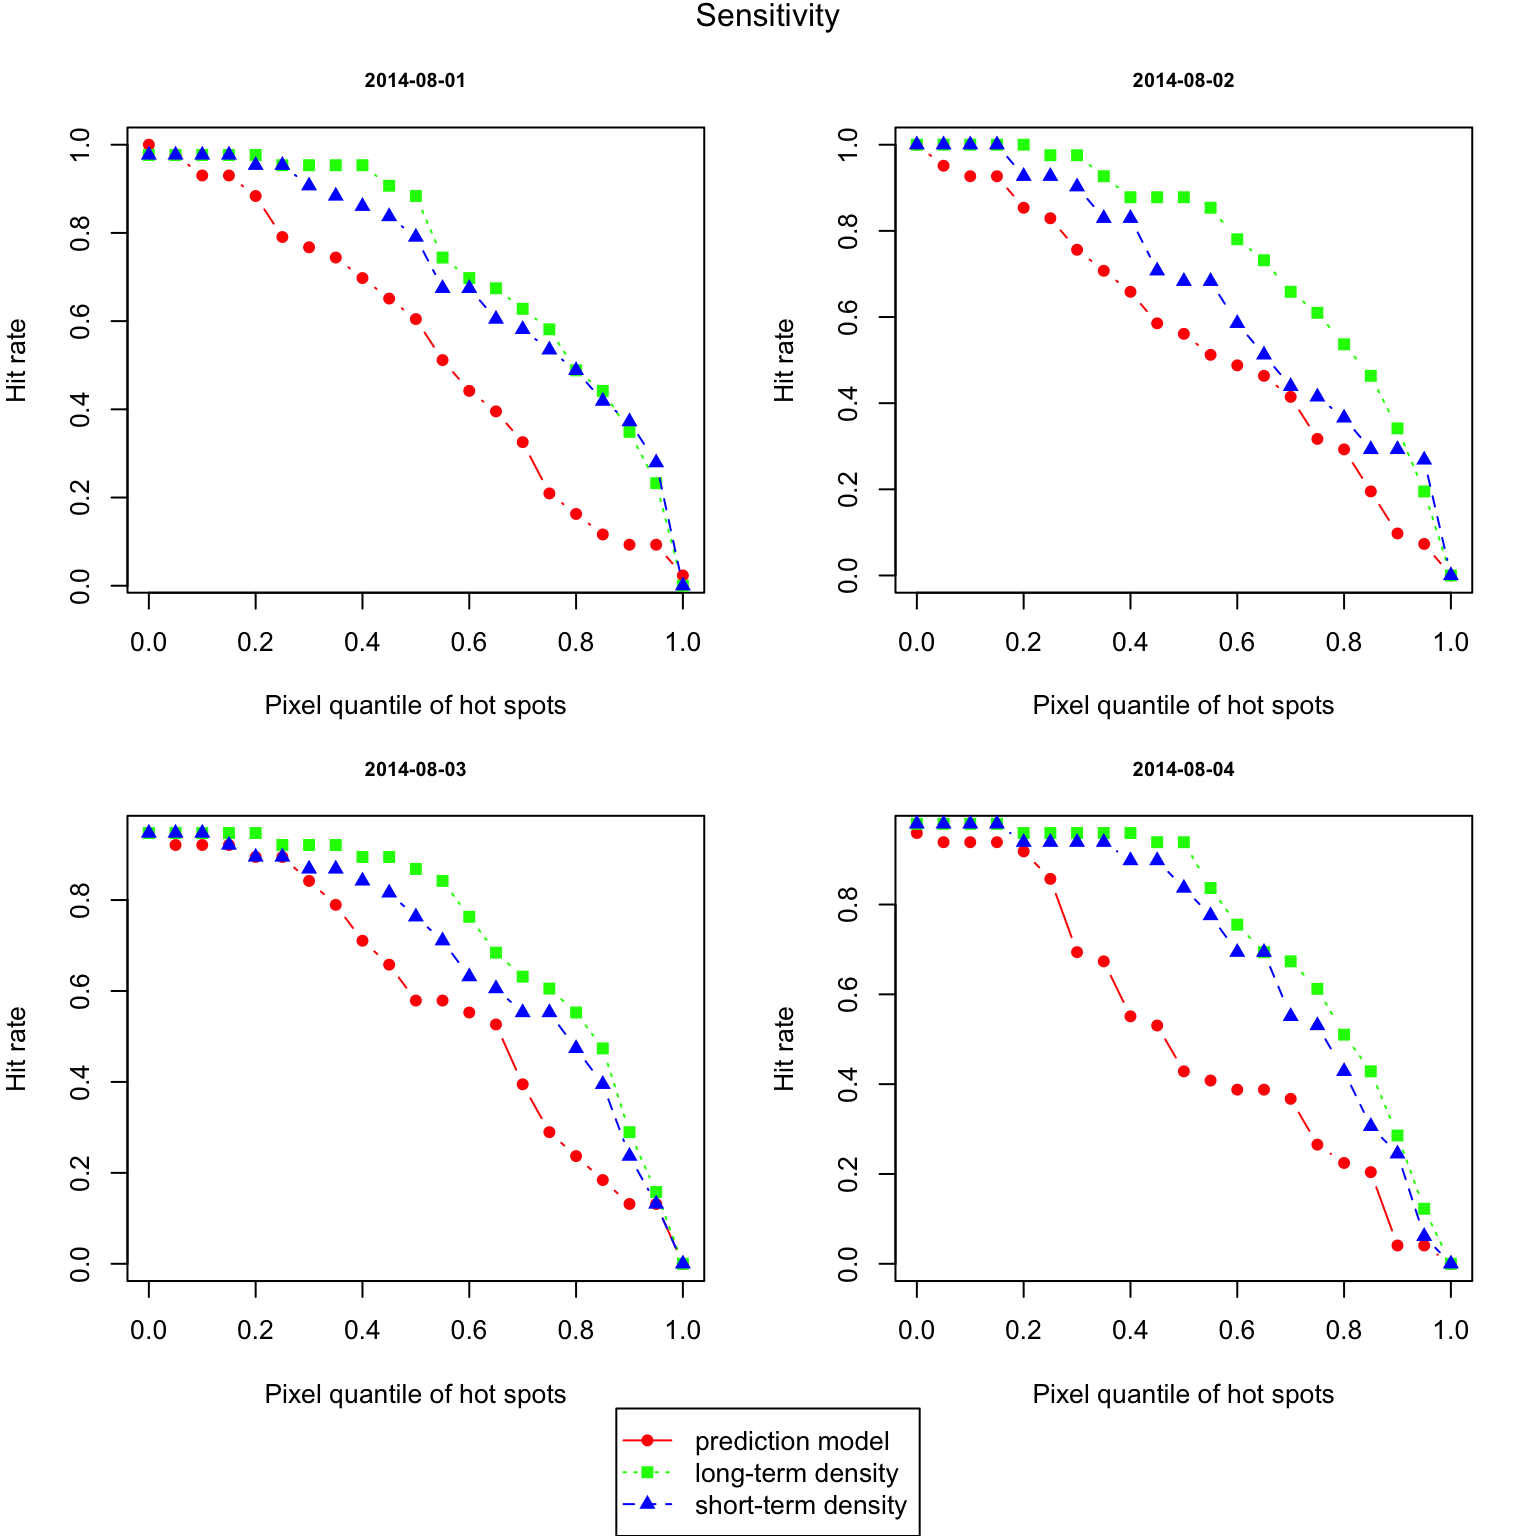 Sensitivity
2014-08-01
Hit rate
0.0 0.2 0.4 0.6 0.8 1.0
0.0 0.2 0.4 0.6 0.8 1.0
Pixel quantile of hot spots
2014-08-02
Hit rate
0.0 0.2 0.4 0.6 0.8 1.0
0.0 0.2 0.4 0.6 0.8 1.0
Pixel quantile of hot spots
2014-08-03
Hit rate
0.0 0.2 0.4 0.6 0.8
0.0 0.2 0.4 0.6 0.8 1.0
Pixel quantile of hot spots
2014-08-04
Hit rate
0.0 0.2 0.4 0.6 0.8
0.0 0.2 0.4 0.6 0.8 1.0
Pixel quantile of hot spots
prediction model
long-term density
short-term density